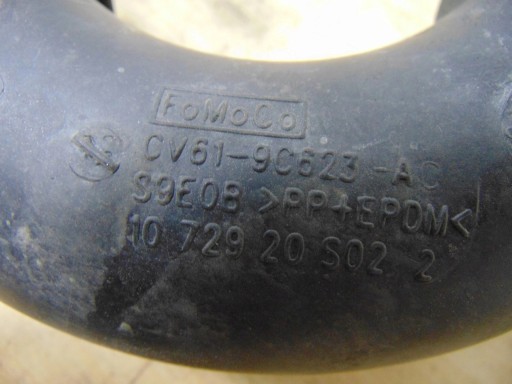 FoMoCo
CV61-9C623-AC
S9E0B >PP+EPDM<
10 729 20 S02 2